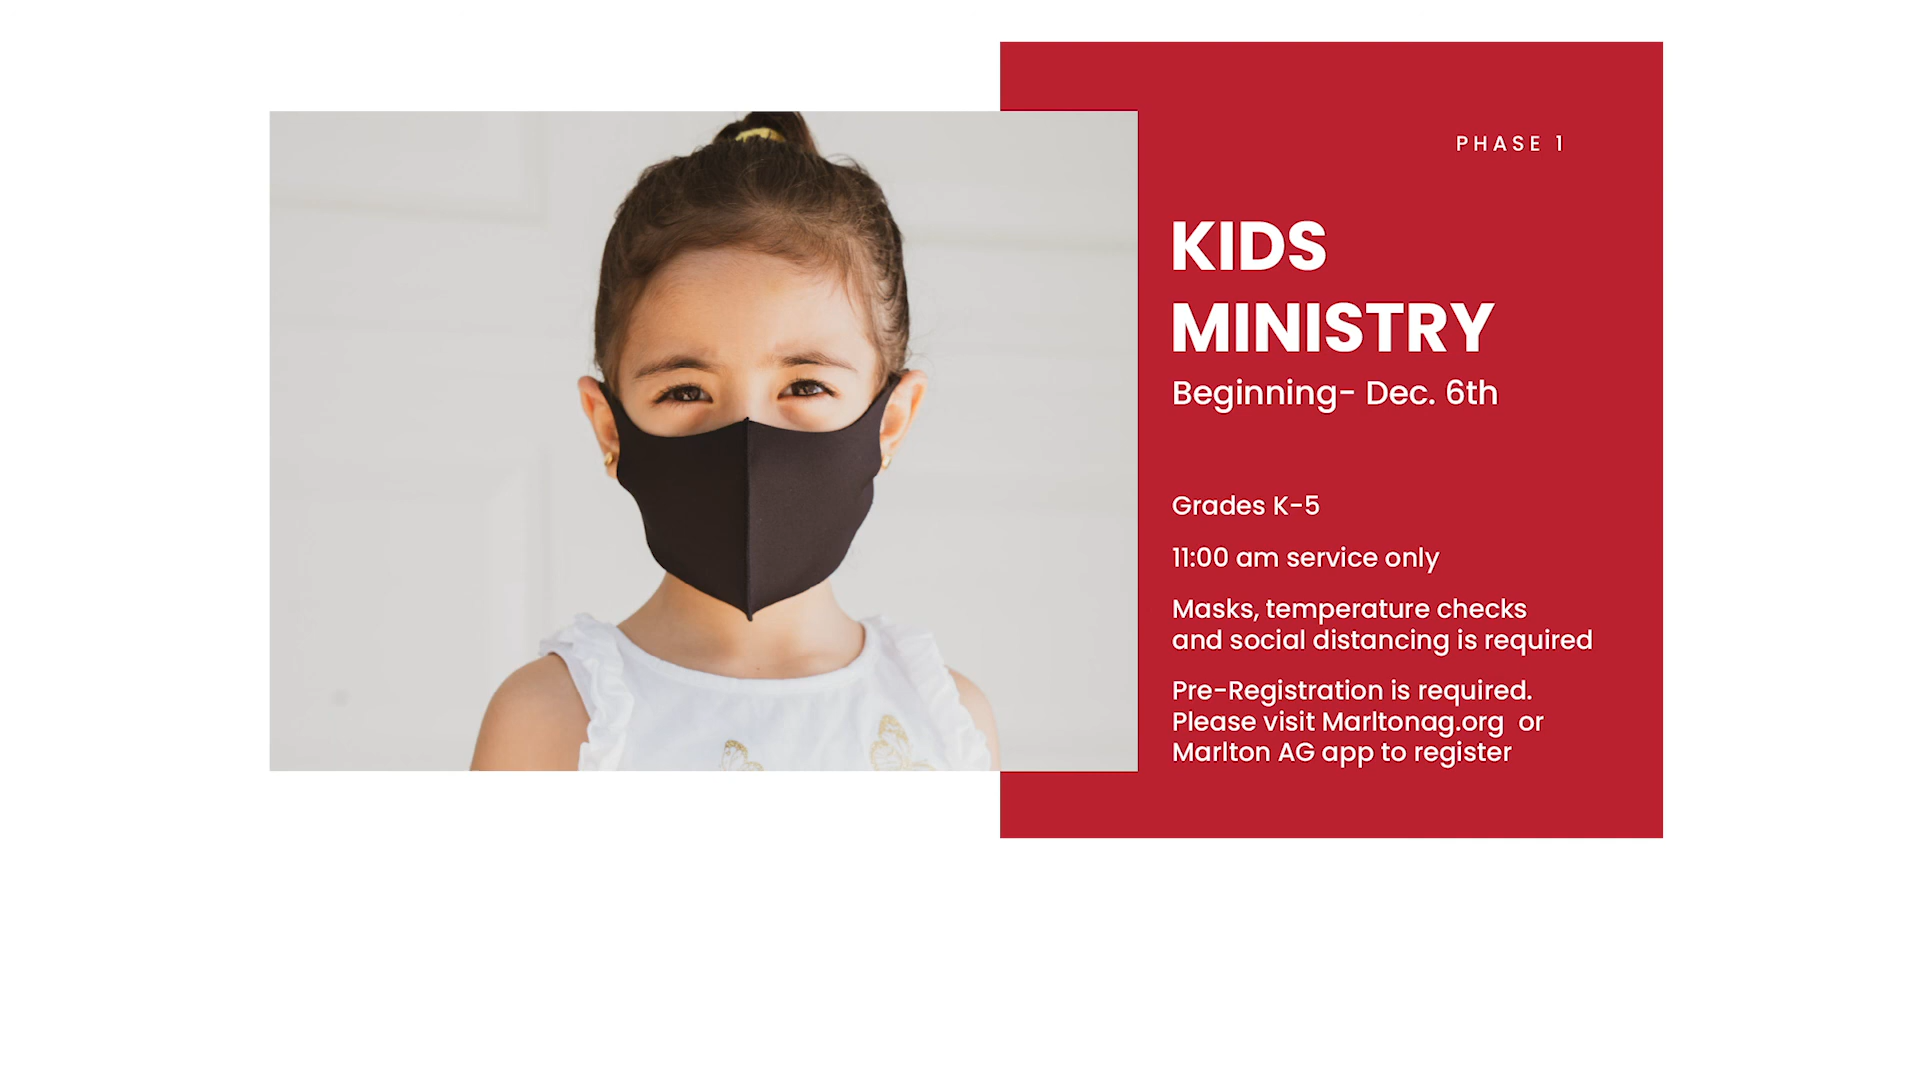 PHASE 1
KIDS
MINISTRY
Beginning- Dec. 6th
Grades K-5
11:00 am service only
Masks, temperature checks
and social distancing is required
Pre-Registration is required.
Please visit Marltonag.org or
Marlton AG app to register